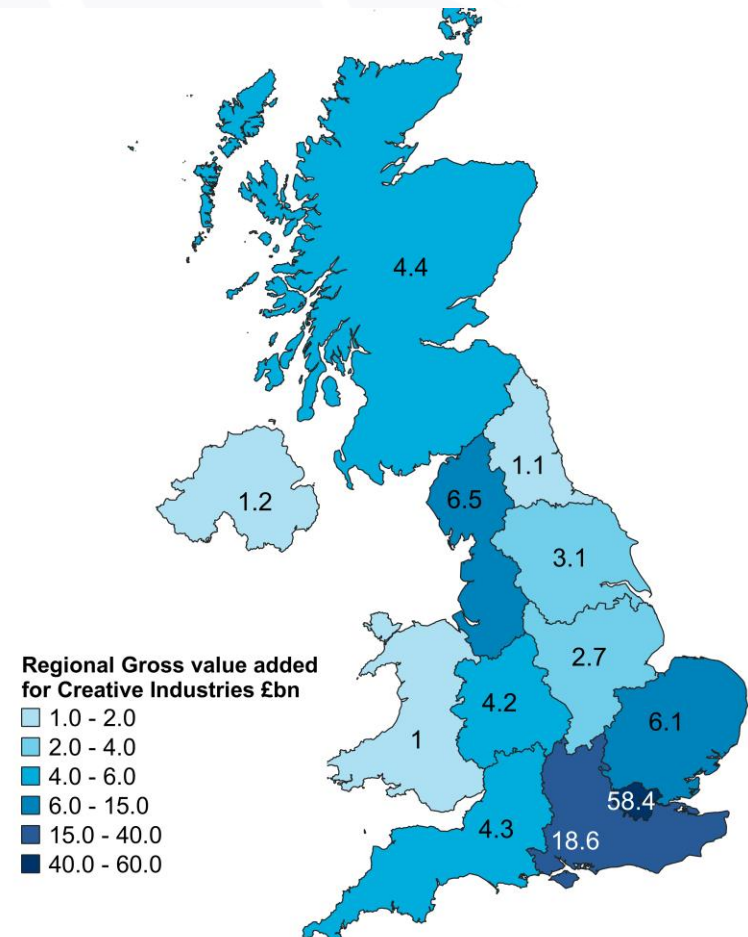 4.4
1.1
1.2
6.5
3.1
2.7
Regional Gross value added
for Creative Industries £bn
1.0 - 2.0
2.0 - 4.0
4.0 - 6.0
6.0 - 15.0
15.0 - 40.0
40.0 - 60.0
4.2
1
6.1
58.4
4.3
18.6